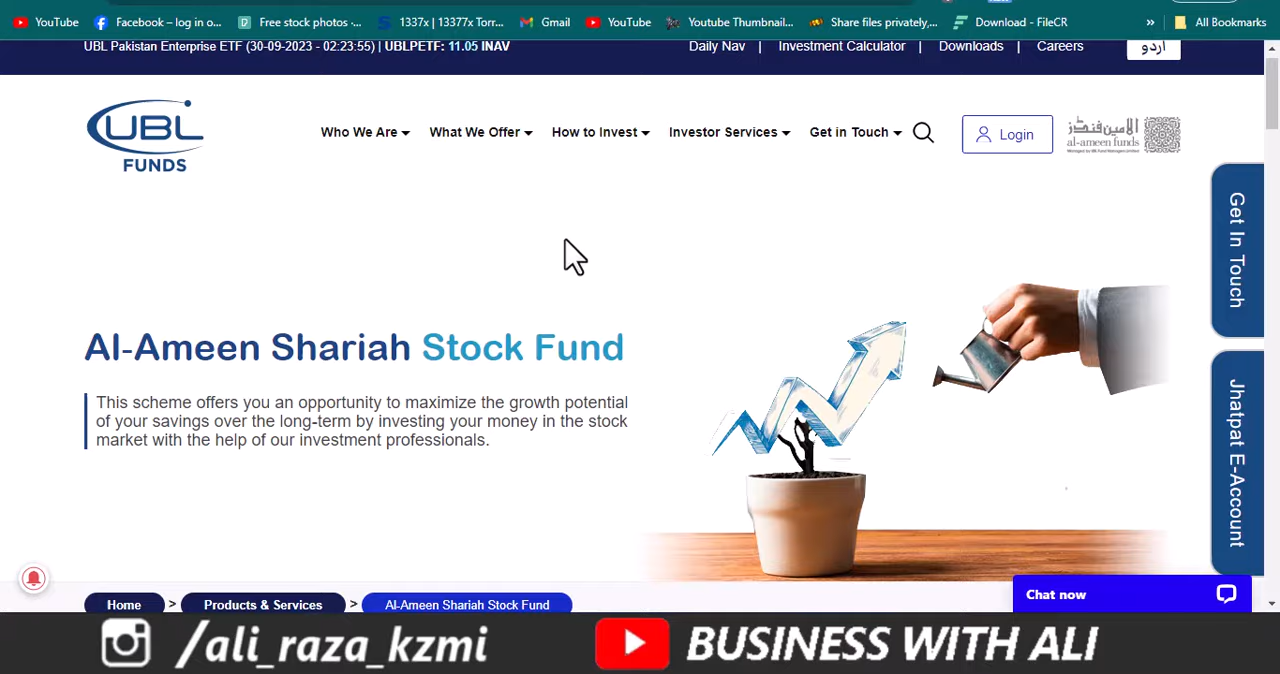 YouTube
Facebook – log in o...
Free stock photos ·...
1337x | 13377x Torr...
Gmail
YouTube
Youtube Thumbnail...
Share files privately,...
Download - FileCR
»
All Bookmarks
UBL Pakistan Enterprise ETF (30-09-2023 - 02:23:55) | UBLPETF: 11.05 INAV
Daily Nav | Investment Calculator | Downloads | Careers
اردو
UBL
FUNDS
Who We Are
What We Offer
How to Invest
Investor Services
Get in Touch
Login
الامین فنڈز
al-ameen funds
Get In Touch
Al-Ameen Shariah Stock Fund
This scheme offers you an opportunity to maximize the growth potential
of your savings over the long-term by investing your money in the stock
market with the help of our investment professionals.
Jhatpat E-Account
Chat now
Home > Products & Services > Al-Ameen Shariah Stock Fund
/ali_raza_kzmi
BUSINESS WITH ALI